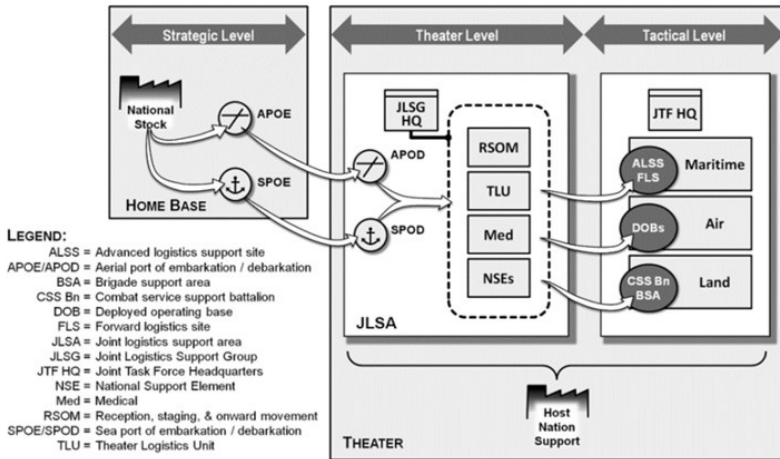 Strategic Level
Theater Level
Tactical Level
National
Stock
APOE
SPOE
HOME BASE
JLSG
HQ
APOD
SPOD
RSOM
TLU
Med
NSEs
JLSA
JTF HQ
ALSS
FLS
Maritime
DOBs
Air
CSS Bn
BSA
Land
Host
Nation
Support
THEATER
LEGEND:
ALSS = Advanced logistics support site
APOE/APOD = Aerial port of embarkation / debarkation
BSA = Brigade support area
CSS Bn = Combat service support battalion
DOB = Deployed operating base
FLS = Forward logistics site
JLSA = Joint logistics support area
JLSG = Joint Logistics Support Group
JTF HQ = Joint Task Force Headquarters
NSE = National Support Element
Med = Medical
RSOM = Reception, staging, & onward movement
SPOE/SPOD = Sea port of embarkation / debarkation
TLU = Theater Logistics Unit